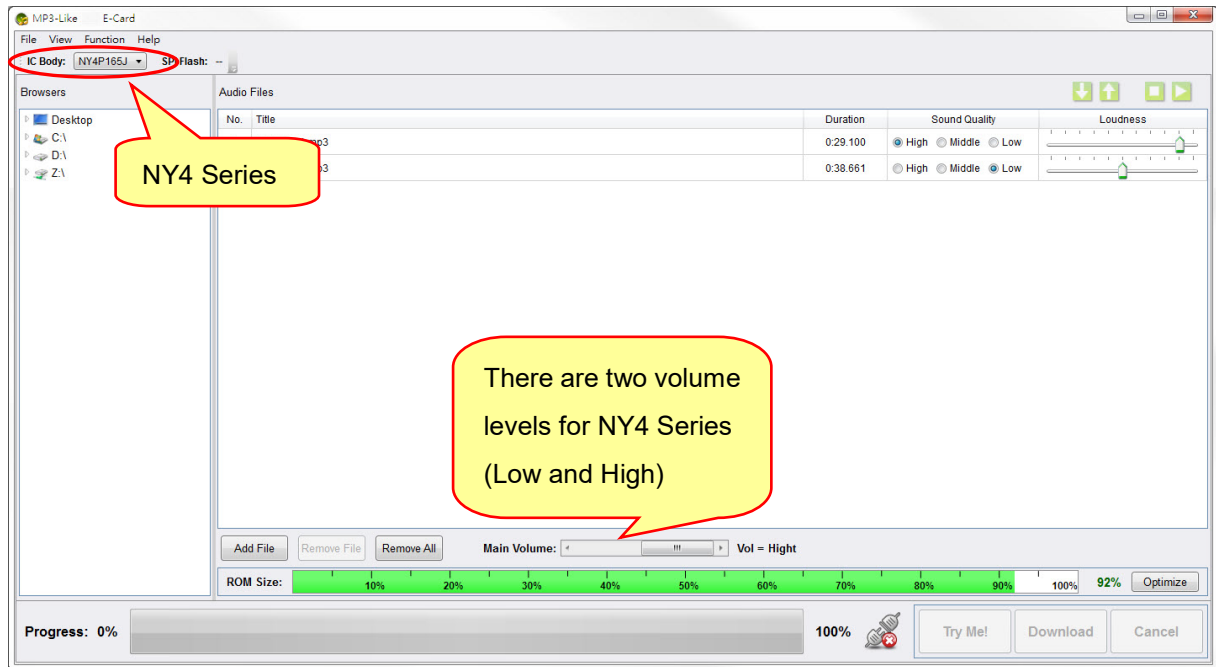 MP3-Like E-Card
File View Function Help
IC Body: NY4P165J SPI Flash: --
Browsers
Audio Files
Desktop
C:\
D:\
Z:\
No. Title Duration Sound Quality Loudness
mp3 0:29.100 High Middle Low
p3 0:38.661 High Middle Low
NY4 Series
There are two volume
levels for NY4 Series
(Low and High)
Add File Remove File Remove All Main Volume: Vol = Hight
ROM Size: 10% 20% 30% 40% 50% 60% 70% 80% 90% 100% 92% Optimize
Progress: 0% 100% Try Me! Download Cancel